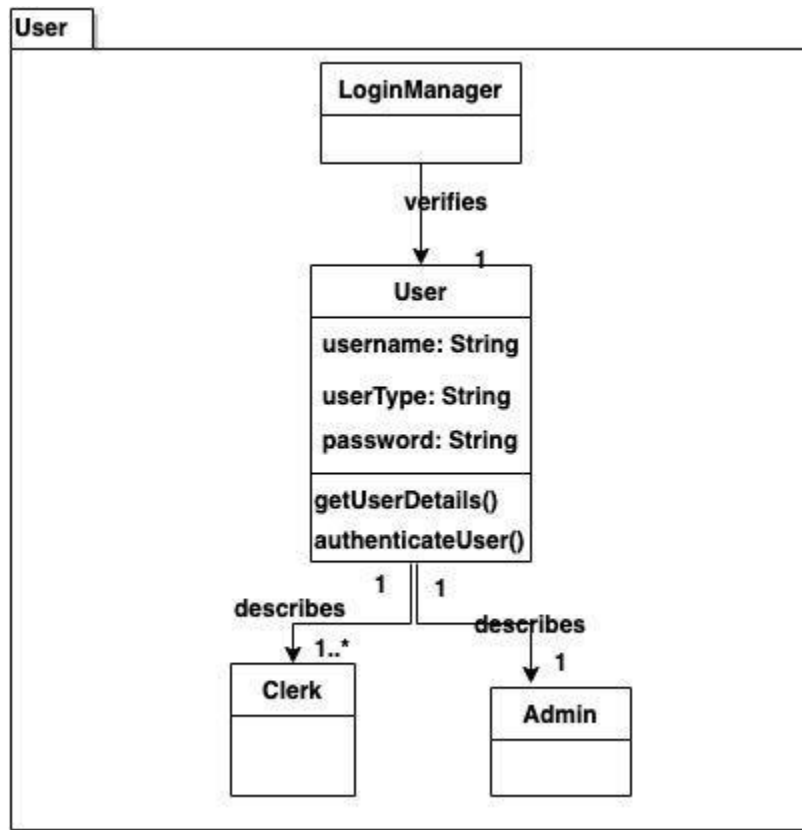 User
LoginManager
verifies
1
User
username: String
userType: String
password: String
getUserDetails()
authenticateUser()
1
1
describes
describes
1..*
1
Clerk
Admin